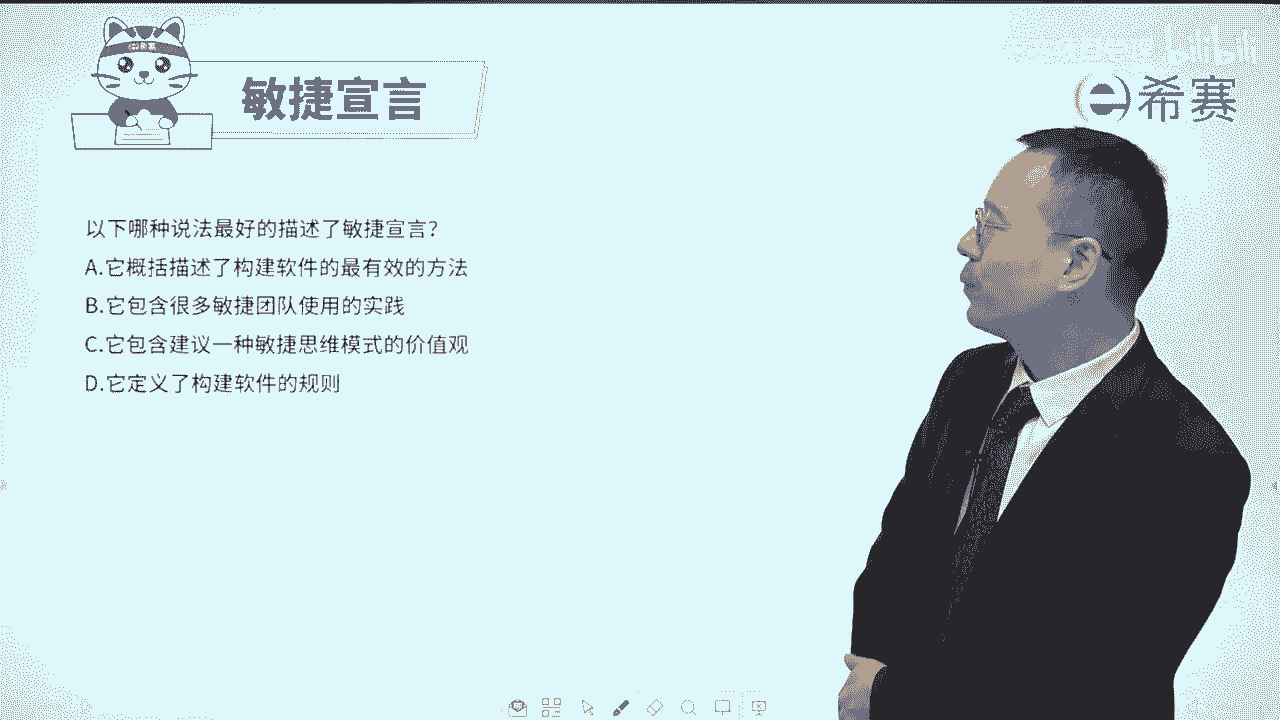 敏捷宣言
希赛
以下哪种说法最好的描述了敏捷宣言?
A.它概括描述了构建软件的最有效的方法
B.它包含很多敏捷团队使用的实践
C.它包含建议一种敏捷思维模式的价值观
D.它定义了构建软件的规则